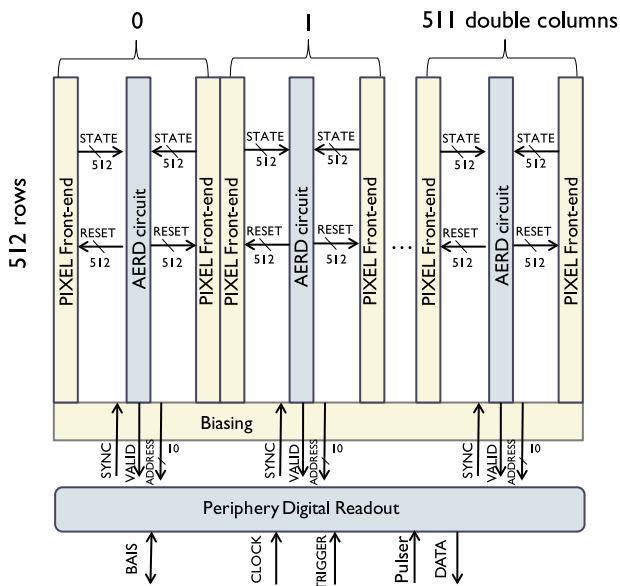 0 1 511 double columns
512 rows
PIXEL Front-end
STATE
512
RESET
512
AERD circuit
STATE
512
RESET
512
PIXEL Front-end
PIXEL Front-end
STATE
512
RESET
512
AERD circuit
STATE
512
RESET
512
PIXEL Front-end
...
PIXEL Front-end
STATE
512
RESET
512
AERD circuit
STATE
512
RESET
512
PIXEL Front-end
Biasing
SYNC
VALID
ADDRESS
10
SYNC
VALID
ADDRESS
10
SYNC
VALID
ADDRESS
10
Periphery Digital Readout
BAIS
CLOCK
TRIGGER
Pulser
DATA